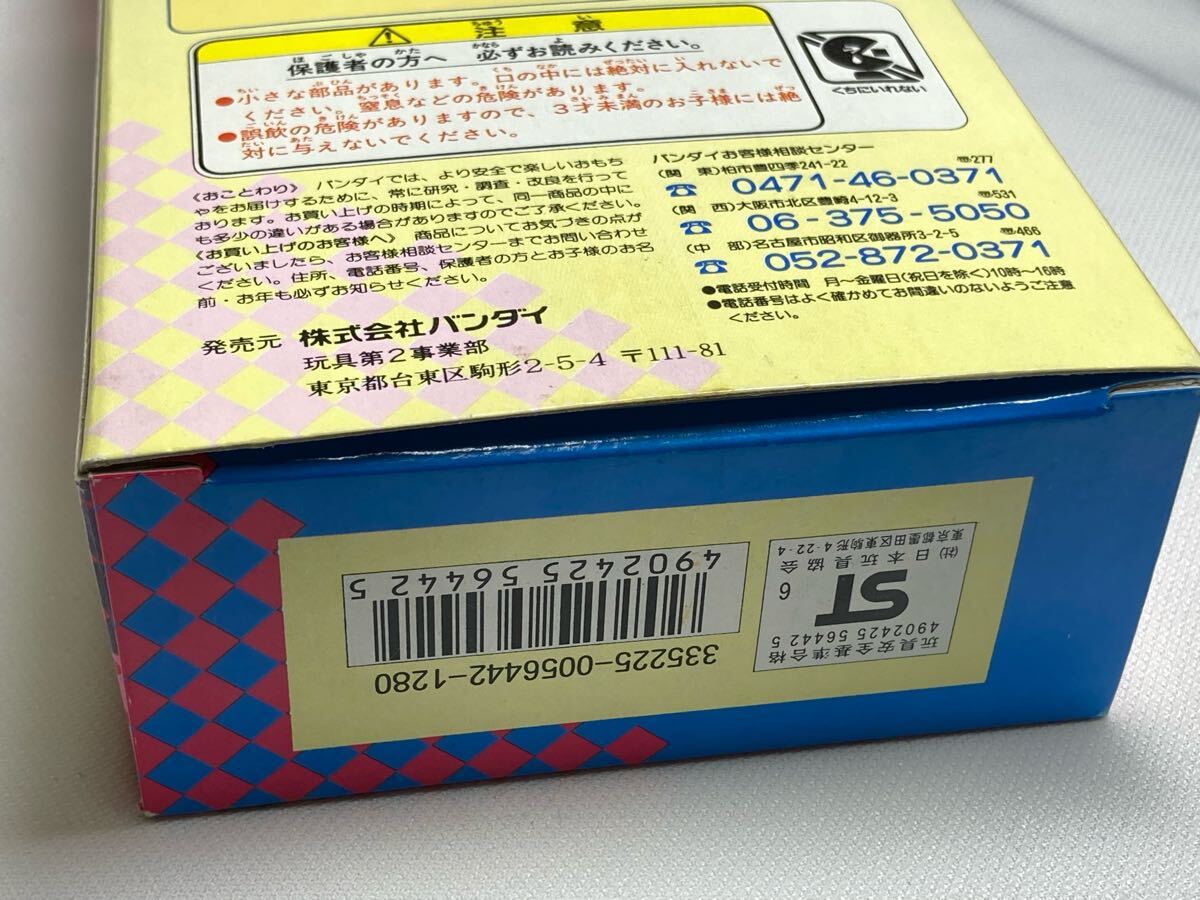 注意
保護者の方へ 必ずお読みください。
●小さな部品があります。口の中には絶対に入れないで
ください。窒息などの危険があります。
●誤飲の危険がありますので、3才未満のお子様には絶
対に与えないでください。
くちにいれない
《おことわり》 バンダイでは、より安全で楽しいおもち
ゃをお届けするために、常に研究・調査・改良を行って
おります。お買い上げの時期によって、同一商品の中に
も多少の違いがある場合がありますのでご了承ください。
《お買い上げのお客様へ》 商品についてお気づきの点が
ございましたら、お客様相談センターまでお問い合わせ
ください。住所、電話番号、保護者の方とお子様のお名
前・お年も必ずお知らせください。
バンダイお客様相談センター
(関 東)柏市豊四季241-22 〠277
☎ 0471-46-0371
(関 西)大阪市北区豊崎4-12-3 〠531
☎ 06-375-5050
(中 部)名古屋市昭和区御器所3-2-5 〠466
☎ 052-872-0371
●電話受付時間 月〜金曜日(祝日を除く)10時〜16時
●電話番号はよく確かめてお間違いのないようご注意
ください。
発売元 株式会社バンダイ
玩具第2事業部
東京都台東区駒形2-5-4 〒111-81
玩具安全基準合格
4902425 56442 5
ST
6
(社)日本玩具協会
東京都墨田区東駒形4-22-4
335225-0056442-1280
4902425 564425